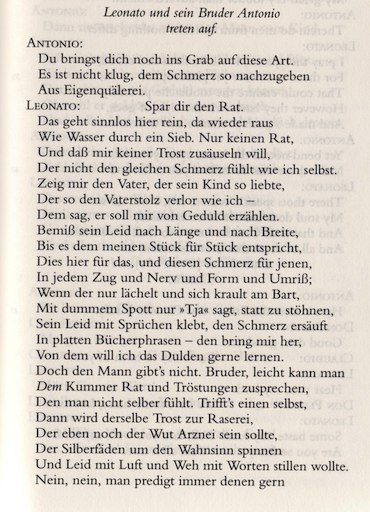 Leonato und sein Bruder Antonio
treten auf.
ANTONIO:
Du bringst dich noch ins Grab auf diese Art.
Es ist nicht klug, dem Schmerz so nachzugeben
Aus Eigenquälerei.
LEONATO: Spar dir den Rat.
Das geht sinnlos hier rein, da wieder raus
Wie Wasser durch ein Sieb. Nur keinen Rat,
Und daß mir keiner Trost zusäuseln will,
Der nicht den gleichen Schmerz fühlt wie ich selbst.
Zeig mir den Vater, der sein Kind so liebte,
Der so den Vaterstolz verlor wie ich –
Dem sag, er soll mir von Geduld erzählen.
Bemiß sein Leid nach Länge und nach Breite,
Bis es dem meinen Stück für Stück entspricht,
Dies hier für das, und diesen Schmerz für jenen,
In jedem Zug und Nerv und Form und Umriß;
Wenn der nur lächelt und sich krault am Bart,
Mit dummem Spott nur »Tja« sagt, statt zu stöhnen,
Sein Leid mit Sprüchen klebt, den Schmerz ersäuft
In platten Bücherphrasen – den bring mir her,
Von dem will ich das Dulden gerne lernen.
Doch den Mann gibt's nicht. Bruder, leicht kann man
Dem Kummer Rat und Tröstungen zusprechen,
Den man nicht selber fühlt. Trifft's einen selbst,
Dann wird derselbe Trost zur Raserei,
Der eben noch der Wut Arznei sein sollte,
Der Silberfäden um den Wahnsinn spinnen
Und Leid mit Luft und Weh mit Worten stillen wollte.
Nein, nein, man predigt immer denen gern